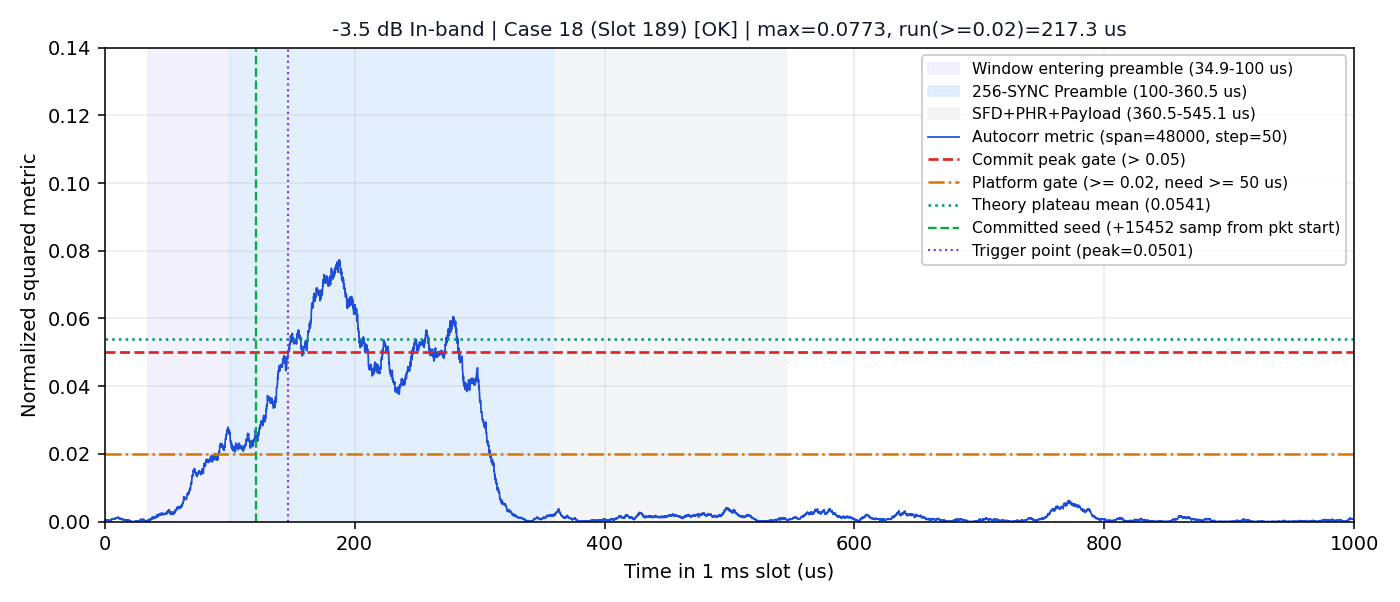 -3.5 dB In-band | Case 18 (Slot 189) [OK] | max=0.0773, run(>=0.02)=217.3 us
Normalized squared metric
0.14
0.12
0.10
0.08
0.06
0.04
0.02
0.00
Window entering preamble (34.9-100 us)
256-SYNC Preamble (100-360.5 us)
SFD+PHR+Payload (360.5-545.1 us)
Autocorr metric (span=48000, step=50)
Commit peak gate (> 0.05)
Platform gate (>= 0.02, need >= 50 us)
Theory plateau mean (0.0541)
Committed seed (+15452 samp from pkt start)
Trigger point (peak=0.0501)
0 200 400 600 800 1000
Time in 1 ms slot (us)